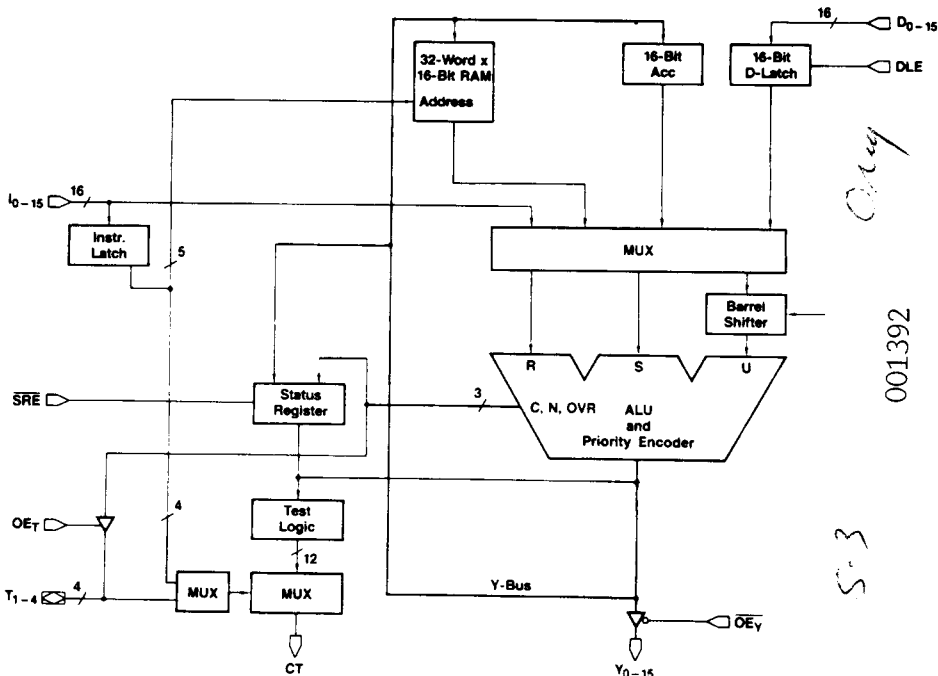 16
D0–15
32-Word x
16-Bit RAM
Address
16-Bit
Acc
16-Bit
D-Latch
DLE
I0–15
16
Instr.
Latch
5
MUX
Barrel
Shifter
R
S
U
SRE
Status
Register
3
C, N, OVR
ALU
and
Priority Encoder
001392
OET
4
Test
Logic
12
T1–4
4
MUX
MUX
Y-Bus
OEY
CT
Y0–15